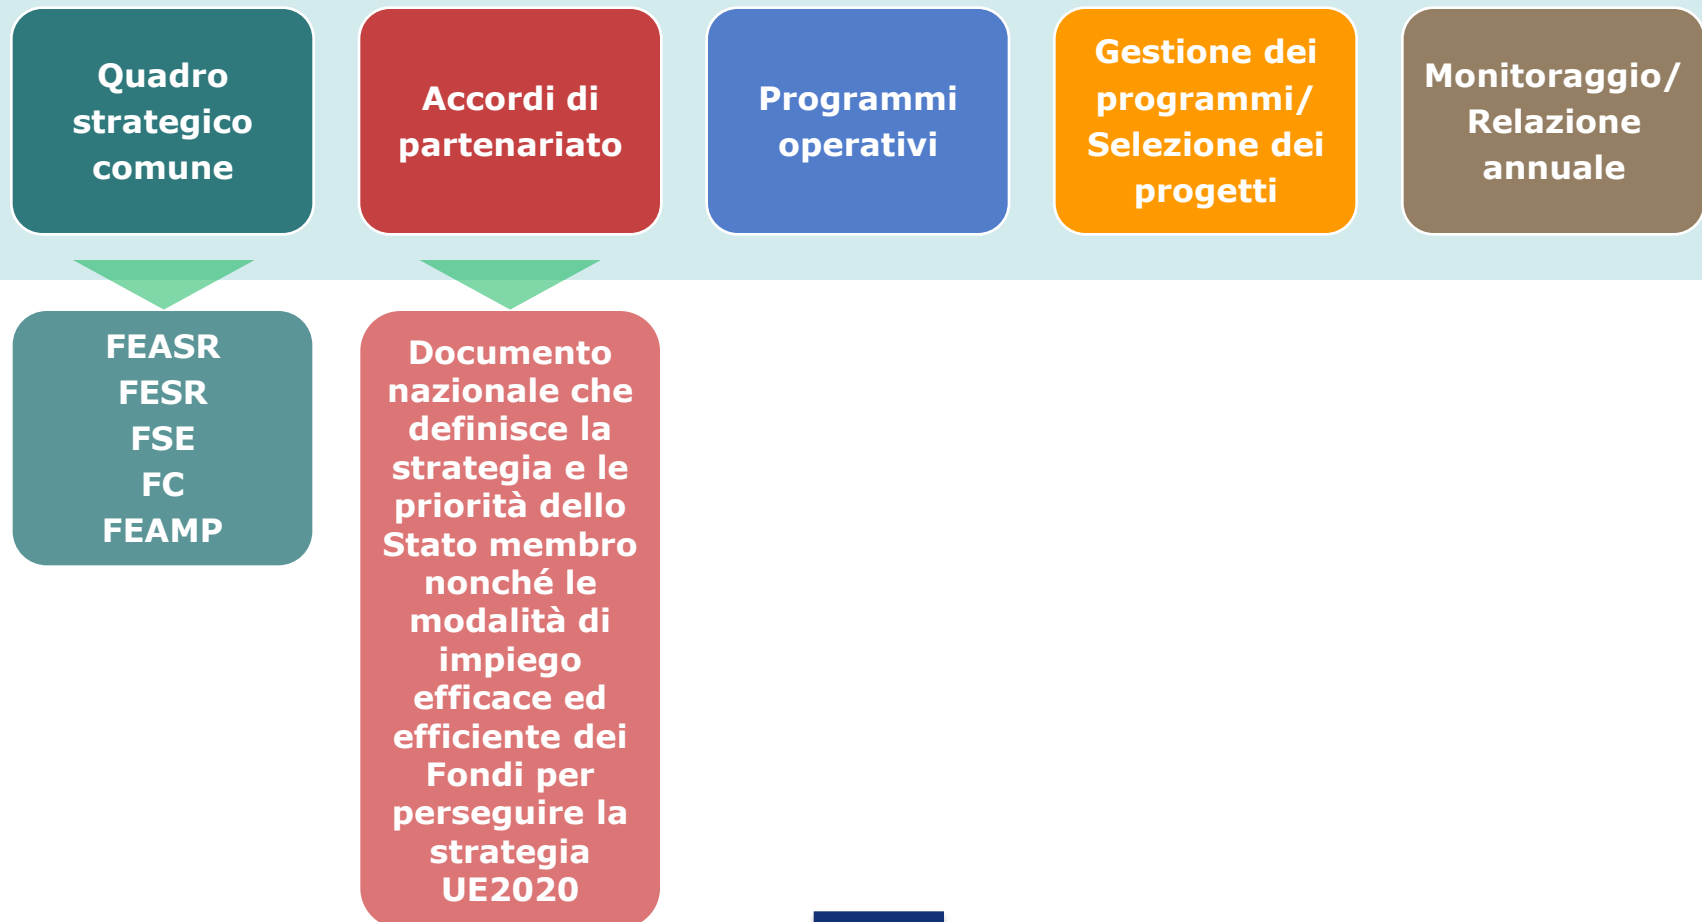 Quadro
strategico
comune
Accordi di
partenariato
Programmi
operativi
Gestione dei
programmi/
Selezione dei
progetti
Monitoraggio/
Relazione
annuale
FEASR
FESR
FSE
FC
FEAMP
Documento
nazionale che
definisce la
strategia e le
priorità dello
Stato membro
nonché le
modalità di
impiego
efficace ed
efficiente dei
Fondi per
perseguire la
strategia
UE2020